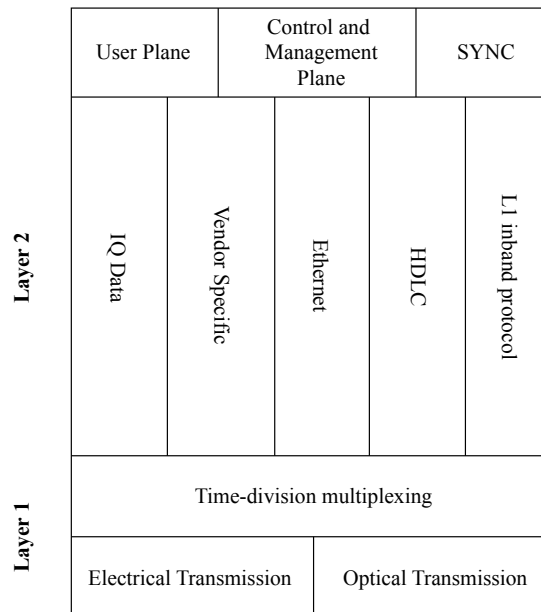 User Plane
Control and
Management
Plane
SYNC
Layer 2
IQ Data
Vendor Specific
Ethernet
HDLC
L1 inband protocol
Layer 1
Time-division multiplexing
Electrical Transmission
Optical Transmission